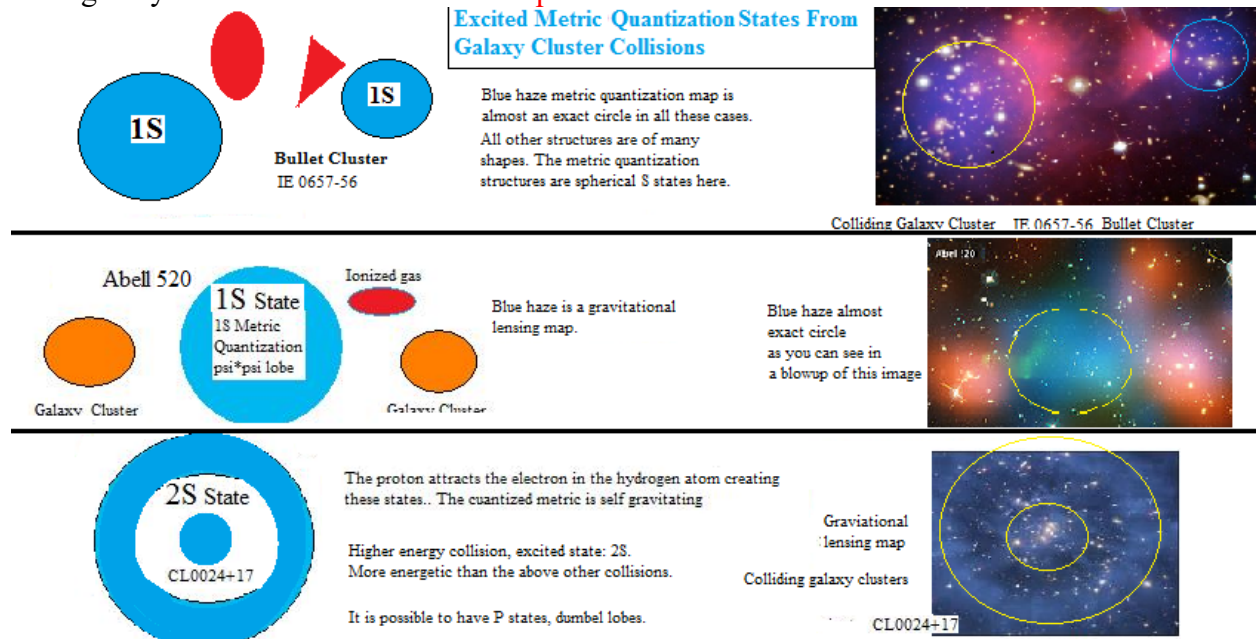 Excited Metric Quantization States From
Galaxy Cluster Collisions
1S
1S
Bullet Cluster
IE 0657-56
Blue haze metric quantization map is
almost an exact circle in all these cases.
All other structures are of many
shapes. The metric quantization
structures are spherical S states here.
Colliding Galaxy Cluster IE 0657-56 Bullet Cluster
Abell 520
1S State
1S Metric
Quantization
psi*psi lobe
Ionized gas
Galaxy Cluster
Galaxy Cluster
Blue haze is a gravitational
lensing map.
Blue haze almost
exact circle
as you can see in
a blowup of this image
Abell 520
2S State
CL0024+17
The proton attracts the electron in the hydrogen atom creating
these states.. The cuantized metric is self gravitating
Higher energy collision, excited state: 2S.
More energetic than the above other collisions.
It is possible to have P states, dumbel lobes.
Graviational
lensing map
Colliding galaxy clusters
CL0024+17